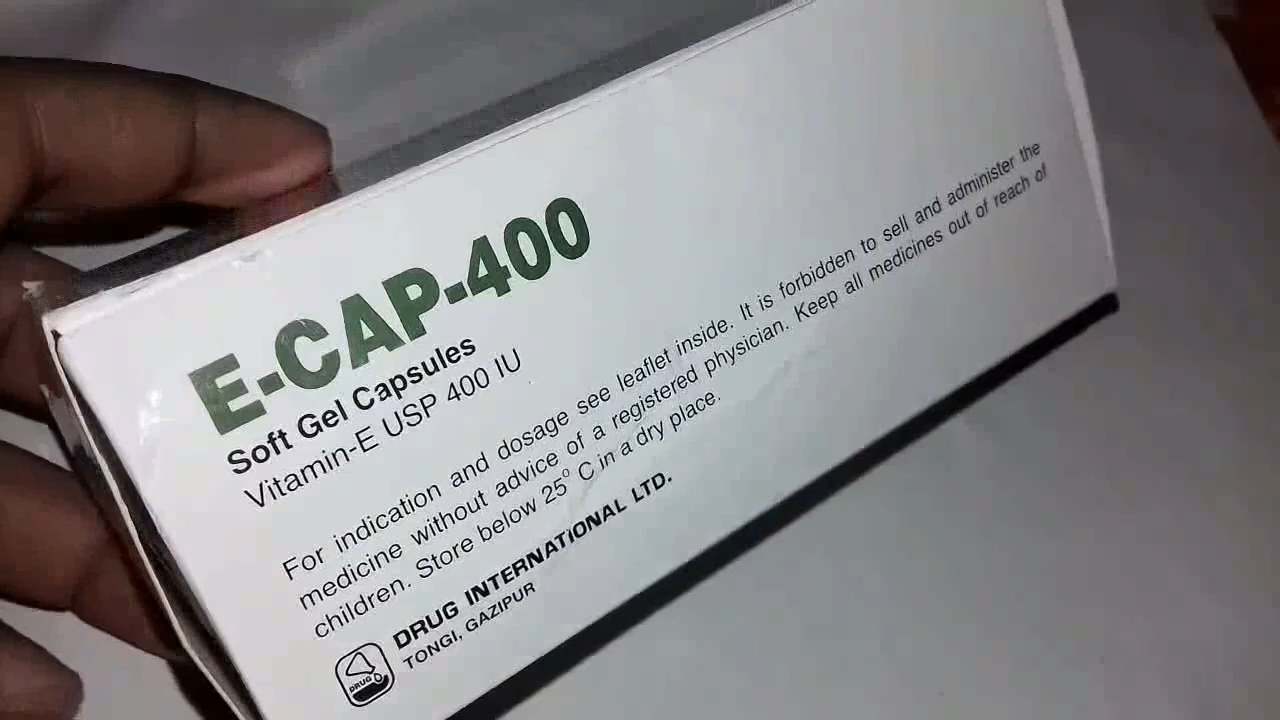 E-CAP-400
Soft Gel Capsules
Vitamin-E USP 400 IU
For indication and dosage see leaflet inside. It is forbidden to sell and administer the
medicine without advice of a registered physician. Keep all medicines out of reach of
children. Store below 25° C in a dry place.
DRUG INTERNATIONAL LTD.
TONGI, GAZIPUR
DRUG